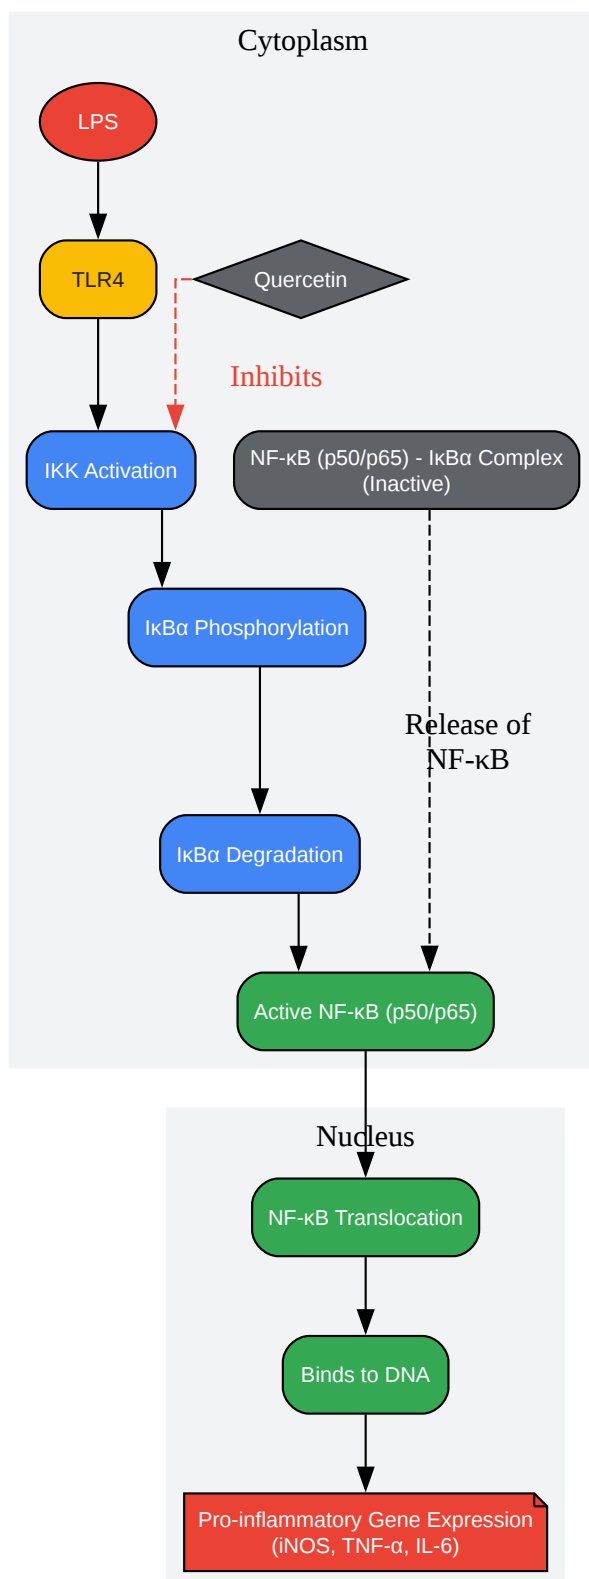 Cytoplasm
LPS
TLR4
Quercetin
Inhibits
IKK Activation
NF-κB (p50/p65) - IκBα Complex
(Inactive)
IκBα Phosphorylation
Release of
NF-κB
IκBα Degradation
Active NF-κB (p50/p65)
Nucleus
NF-κB Translocation
Binds to DNA
Pro-inflammatory Gene Expression
(iNOS, TNF-α, IL-6)